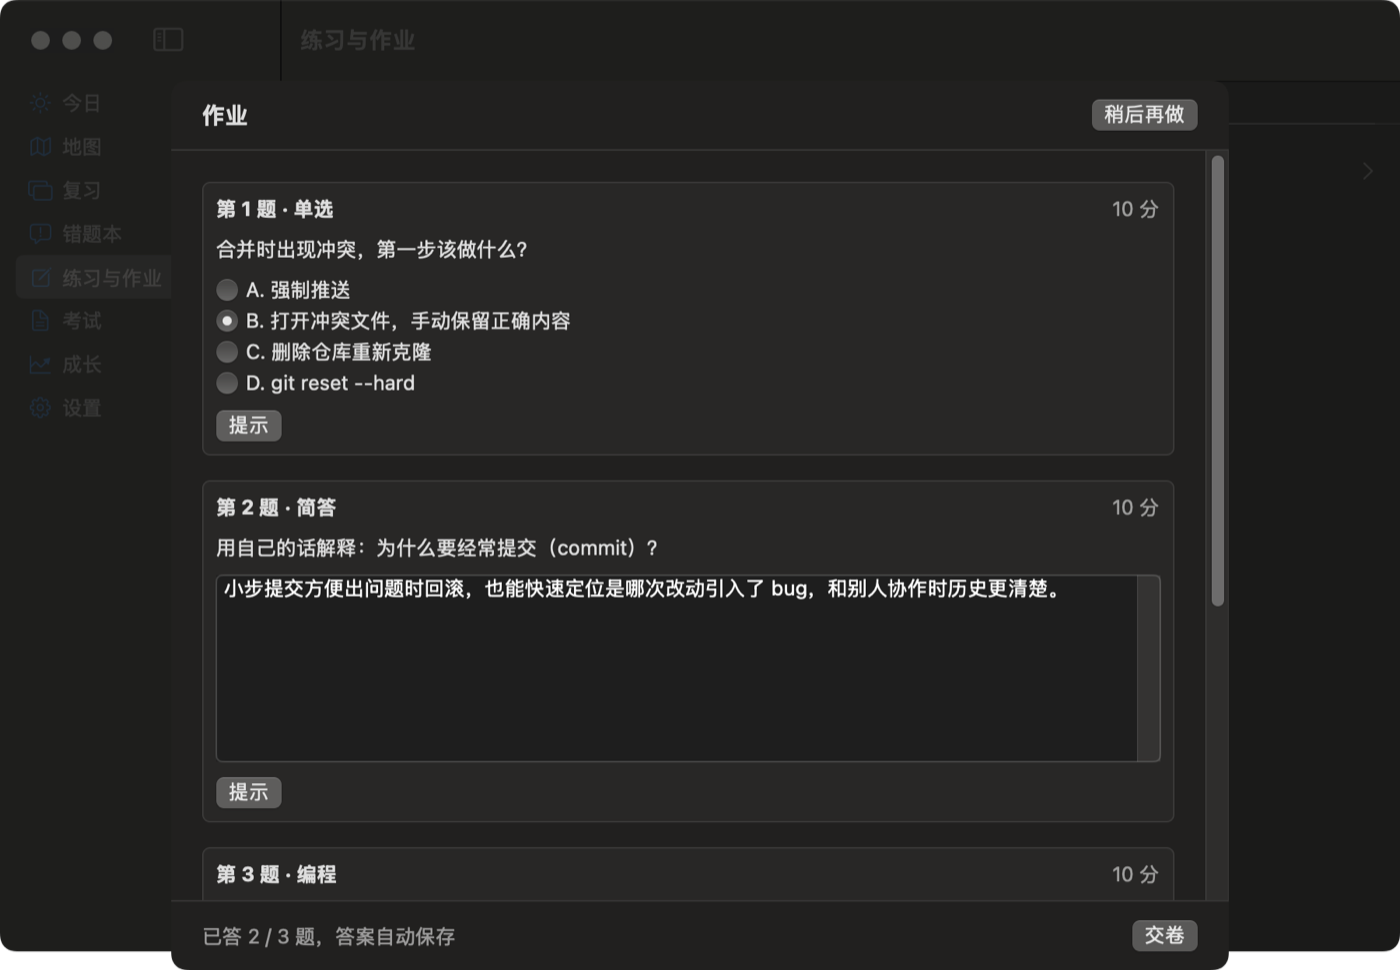 练习与作业
今日
地图
复习
错题本
练习与作业
考试
成长
设置
作业
稍后再做
第 1 题 · 单选
10 分
合并时出现冲突，第一步该做什么?
A. 强制推送
B. 打开冲突文件，手动保留正确内容
C. 删除仓库重新克隆
D. git reset --hard
提示
第 2 题 · 简答
10 分
用自己的话解释：为什么要经常提交（commit）?
小步提交方便出问题时回滚，也能快速定位是哪次改动引入了 bug，和别人协作时历史更清楚。
提示
第 3 题 · 编程
10 分
已答 2 / 3 题，答案自动保存
交卷